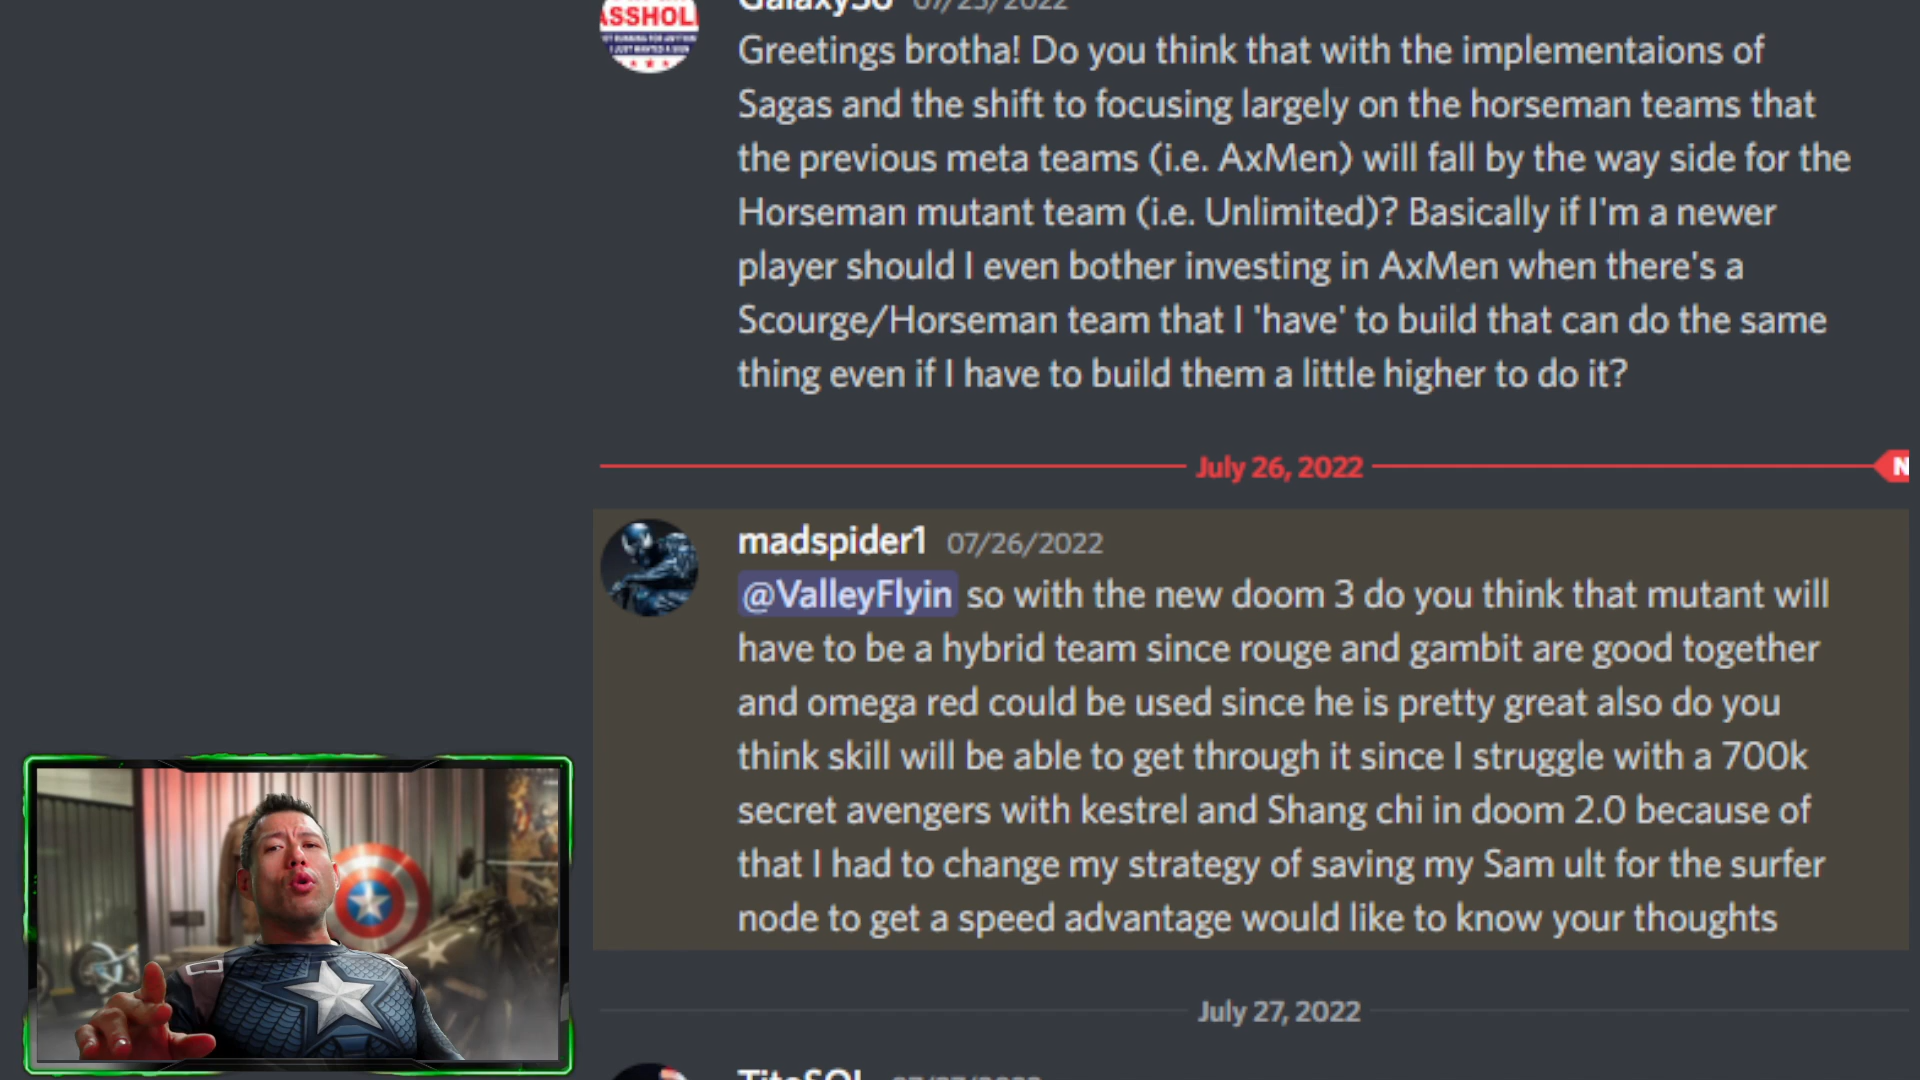 ASSHOL
I JUST WANTED A SIGN
07/25/2022
Greetings brotha! Do you think that with the implementaions of
Sagas and the shift to focusing largely on the horseman teams that
the previous meta teams (i.e. AxMen) will fall by the way side for the
Horseman mutant team (i.e. Unlimited)? Basically if I'm a newer
player should I even bother investing in AxMen when there's a
Scourge/Horseman team that I 'have' to build that can do the same
thing even if I have to build them a little higher to do it?
July 26, 2022
N
madspider1 07/26/2022
@ValleyFlyin so with the new doom 3 do you think that mutant will
have to be a hybrid team since rouge and gambit are good together
and omega red could be used since he is pretty great also do you
think skill will be able to get through it since I struggle with a 700k
secret avengers with kestrel and Shang chi in doom 2.0 because of
that I had to change my strategy of saving my Sam ult for the surfer
node to get a speed advantage would like to know your thoughts
July 27, 2022